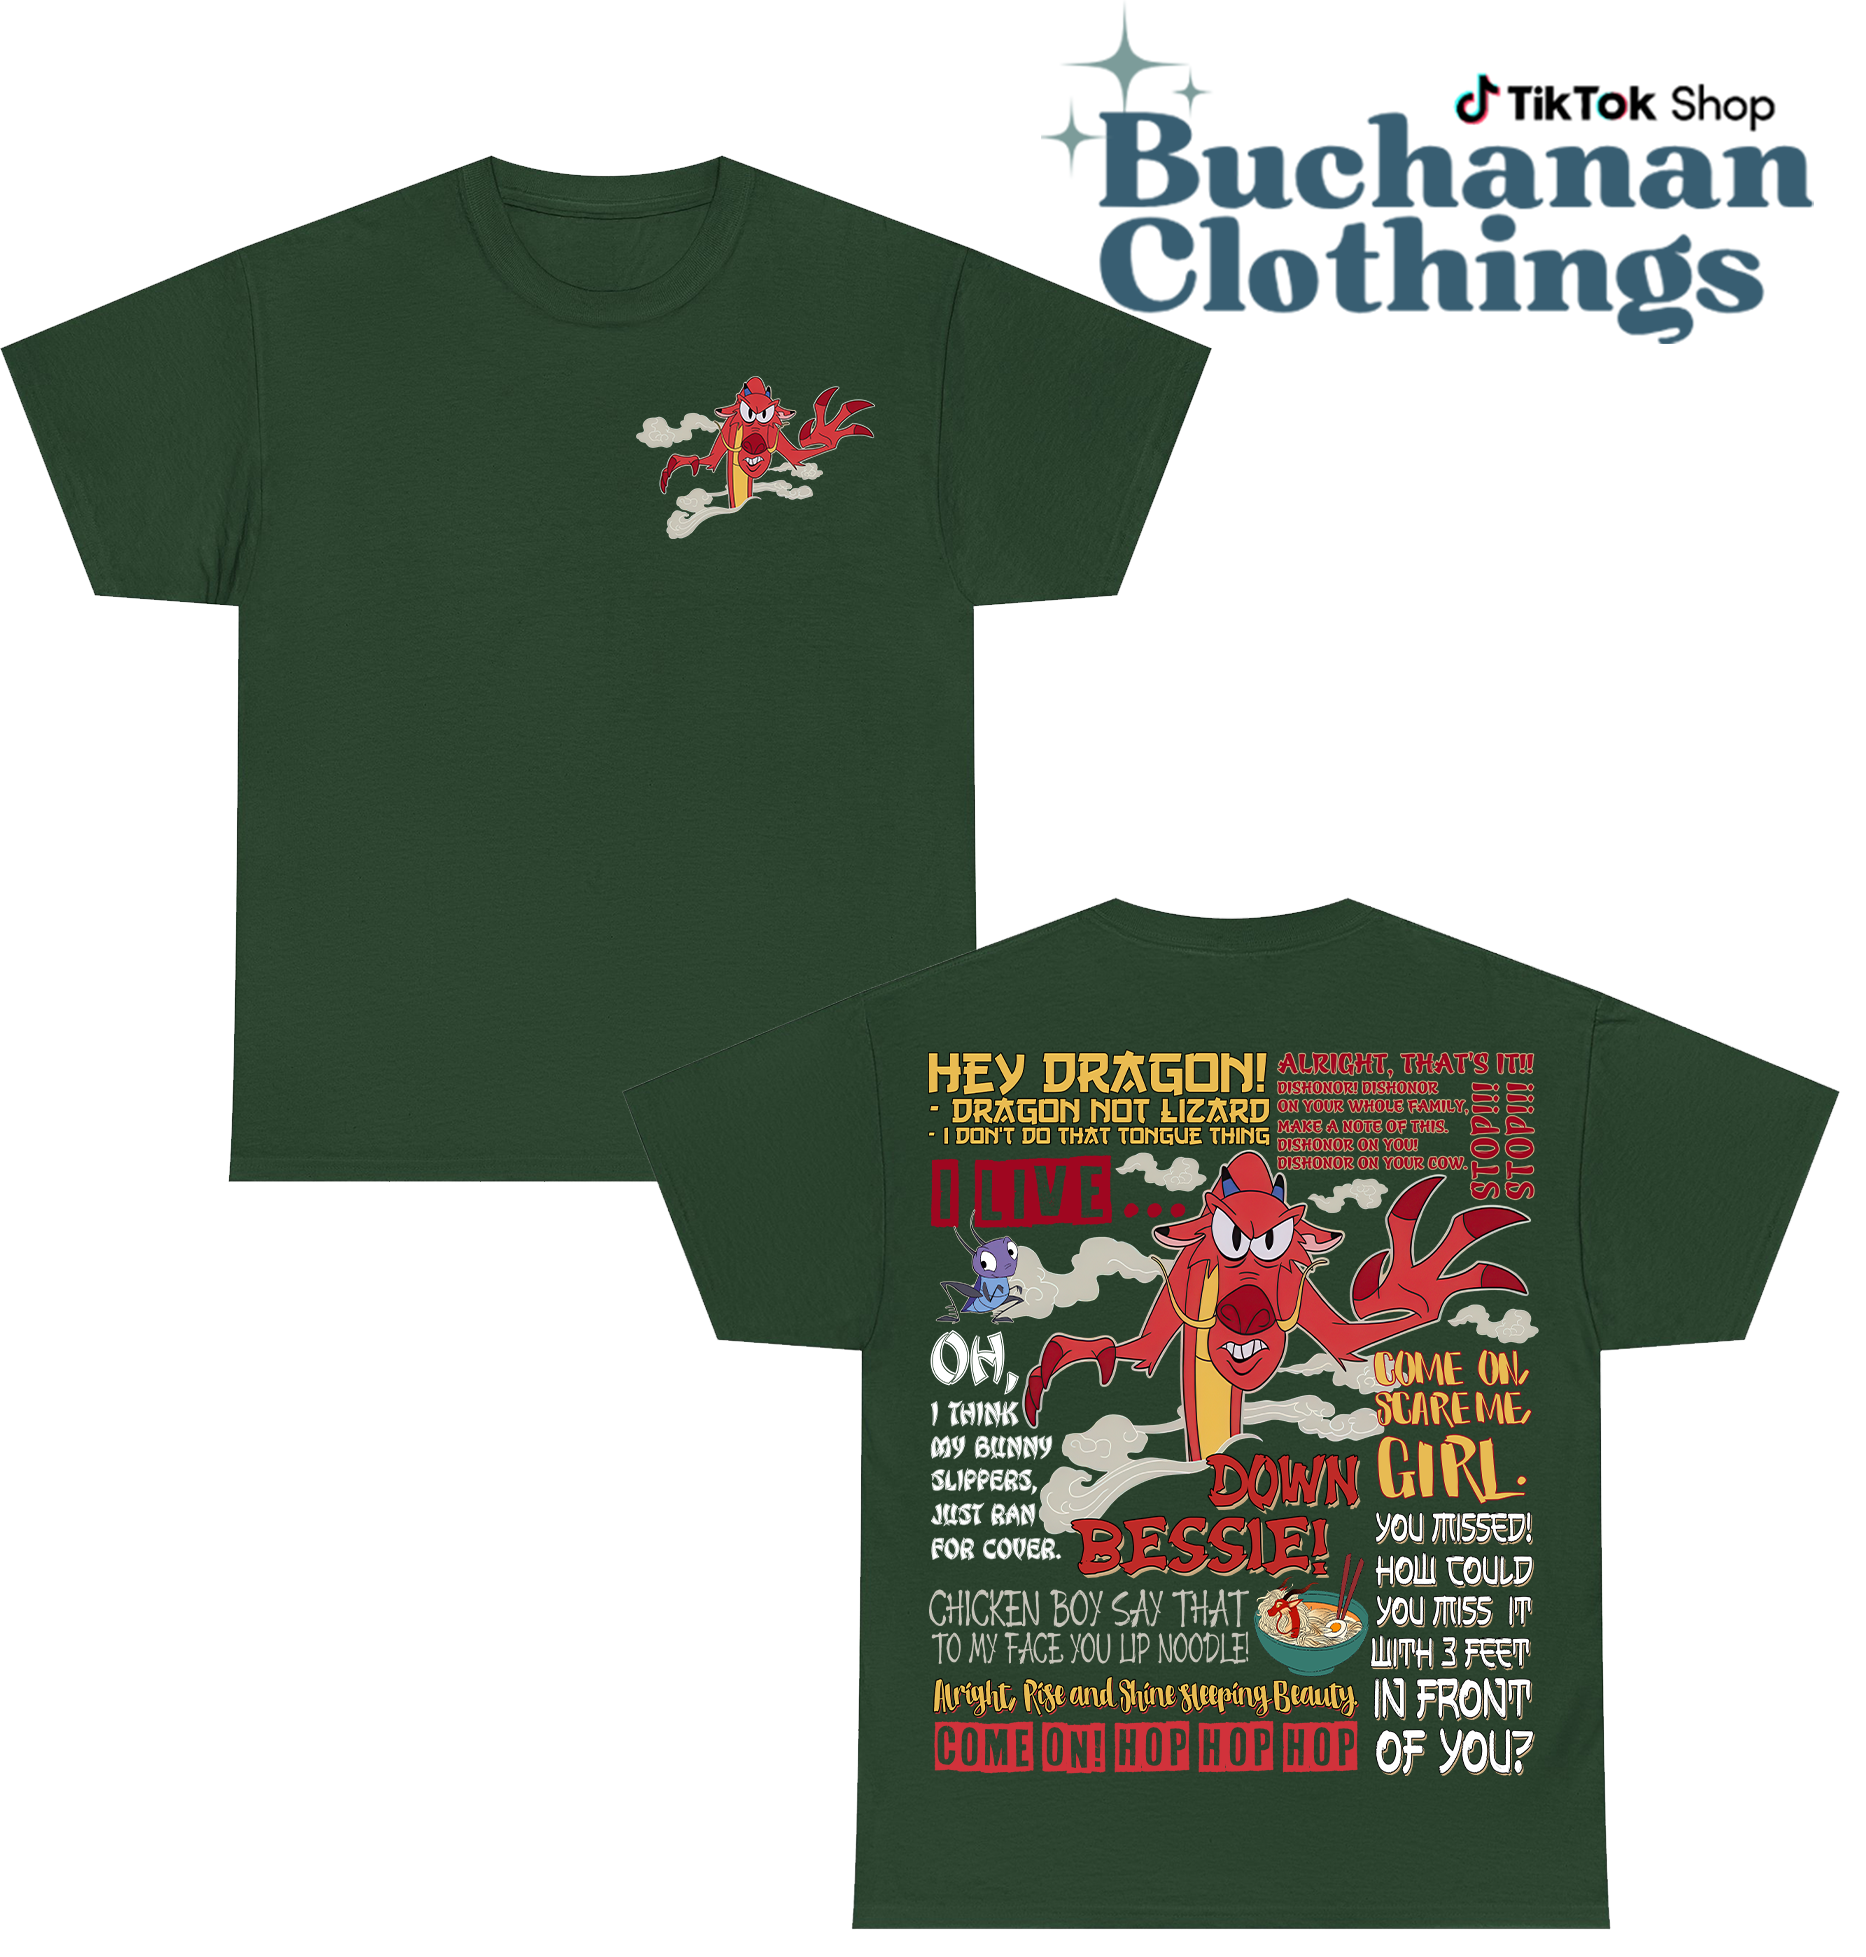 TikTok Shop
Buchanan
Clothings
HEY DRAGON!
- DRAGON NOT LIZARD
- I DON'T DO THAT TONGUE THING
ALRIGHT, THAT'S IT!!
DISHONOR! DISHONOR
ON YOUR WHOLE FAMILY,
MAKE A NOTE OF THIS.
DISHONOR ON YOU!
DISHONOR ON YOUR COW.
STOP!!!
STOP!!!
I LIVE...
OH,
I THINK
MY BUNNY
SLIPPERS,
JUST RAN
FOR COVER.
COME ON,
SCARE ME,
GIRL.
DOWN
BESSIE!
YOU MISSED!
HOW COULD
YOU MISS IT
WITH 3 FEET
IN FRONT
OF YOU?
CHICKEN BOY SAY THAT
TO MY FACE YOU LIP NOODLE!
Alright, Rise and Shine Sleeping Beauty.
COME ON! HOP HOP HOP